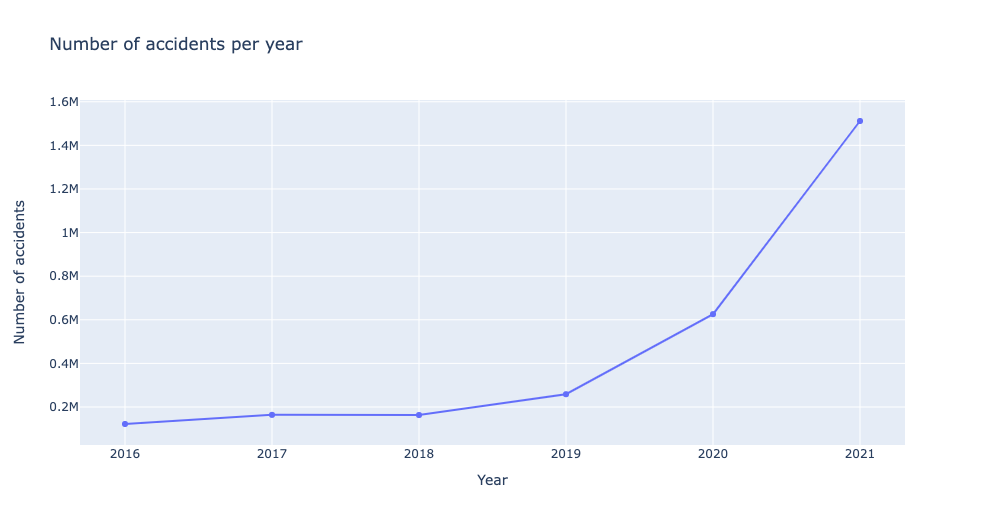 Number of accidents per year
1.6M
1.4M
1.2M
1M
0.8M
0.6M
0.4M
0.2M
Number of accidents
2016 2017 2018 2019 2020 2021
Year